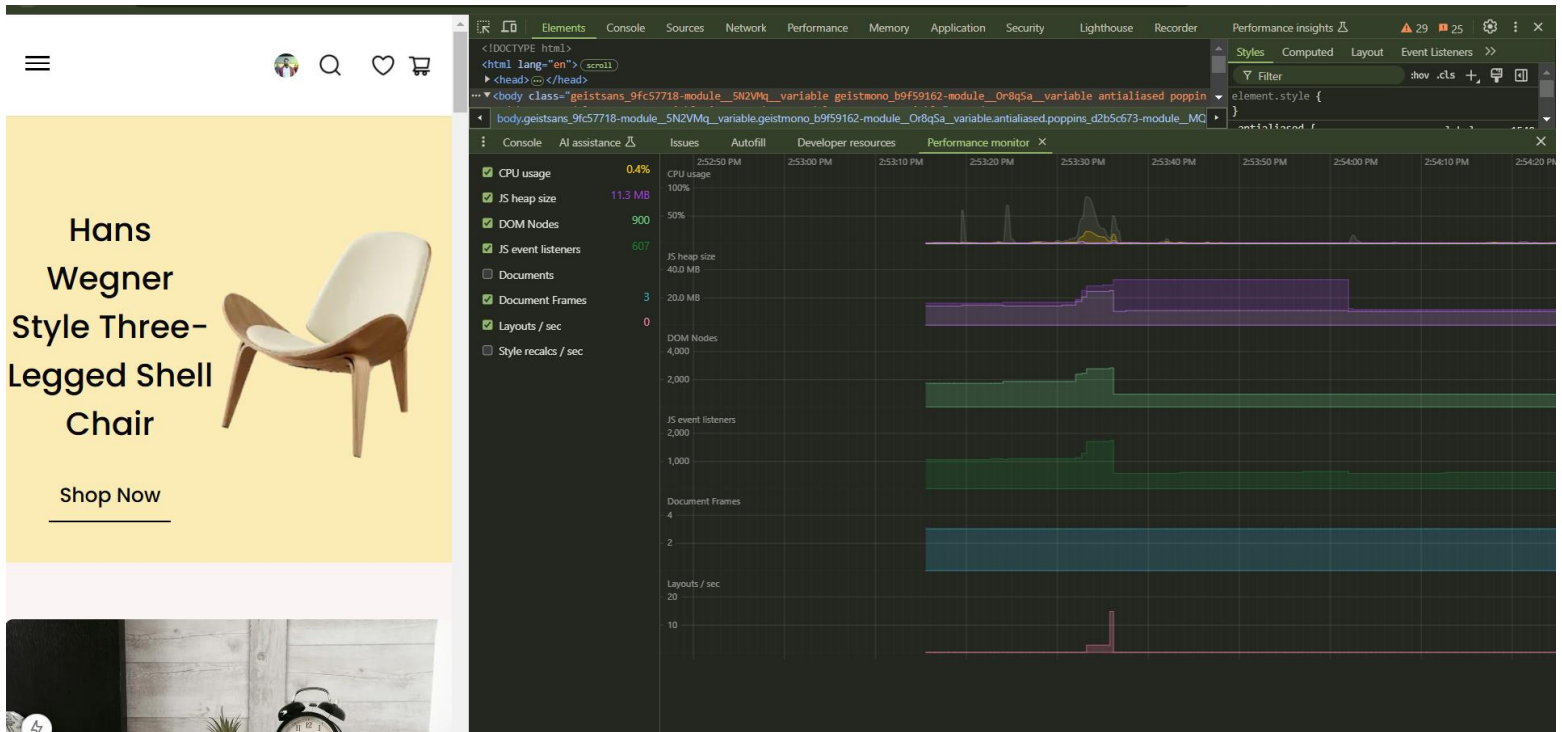 Hans
Wegner
Style Three-
Legged Shell
Chair
Shop Now
Elements Console Sources Network Performance Memory Application Security Lighthouse Recorder Performance insights 29 25
<!DOCTYPE html>
<html lang="en"> scroll
<head> … </head>
<body class="geistsans_9fc57718-module__5N2VMq__variable geistmono_b9f59162-module__Or8qSa__variable antialiased poppin
body.geistsans_9fc57718-module__5N2VMq__variable.geistmono_b9f59162-module__Or8qSa__variable.antialiased.poppins_d2b5c673-module__MQ
Styles Computed Layout Event Listeners
Filter :hov .cls
element.style {
}
.antialiased {
Console AI assistance Issues Autofill Developer resources Performance monitor
CPU usage 0.4%
JS heap size 11.3 MB
DOM Nodes 900
JS event listeners 607
Documents
Document Frames 3
Layouts / sec 0
Style recalcs / sec
2:52:50 PM 2:53:00 PM 2:53:10 PM 2:53:20 PM 2:53:30 PM 2:53:40 PM 2:53:50 PM 2:54:00 PM 2:54:10 PM 2:54:20 PM
CPU usage
100%
50%
JS heap size
40.0 MB
20.0 MB
DOM Nodes
4,000
2,000
JS event listeners
2,000
1,000
Document Frames
4
2
Layouts / sec
20
10